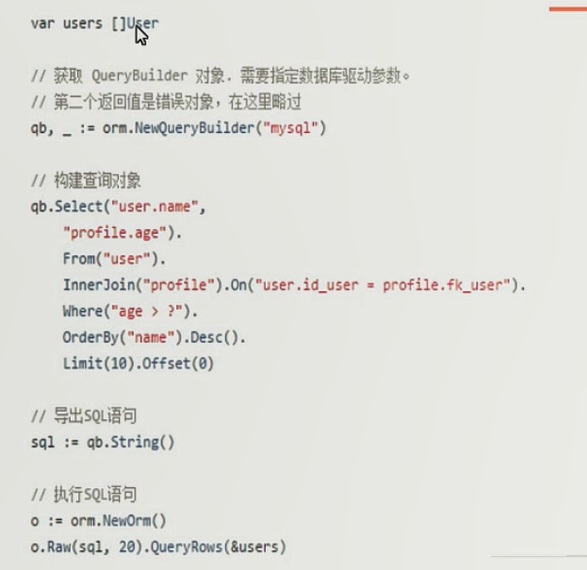 var users []User
// 获取 QueryBuilder 对象. 需要指定数据库驱动参数。
// 第二个返回值是错误对象，在这里略过
qb, _ := orm.NewQueryBuilder("mysql")
// 构建查询对象
qb.Select("user.name",
"profile.age").
From("user").
InnerJoin("profile").On("user.id_user = profile.fk_user").
Where("age > ?").
OrderBy("name").Desc().
Limit(10).Offset(0)
// 导出SQL语句
sql := qb.String()
// 执行SQL语句
o := orm.NewOrm()
o.Raw(sql, 20).QueryRows(&users)